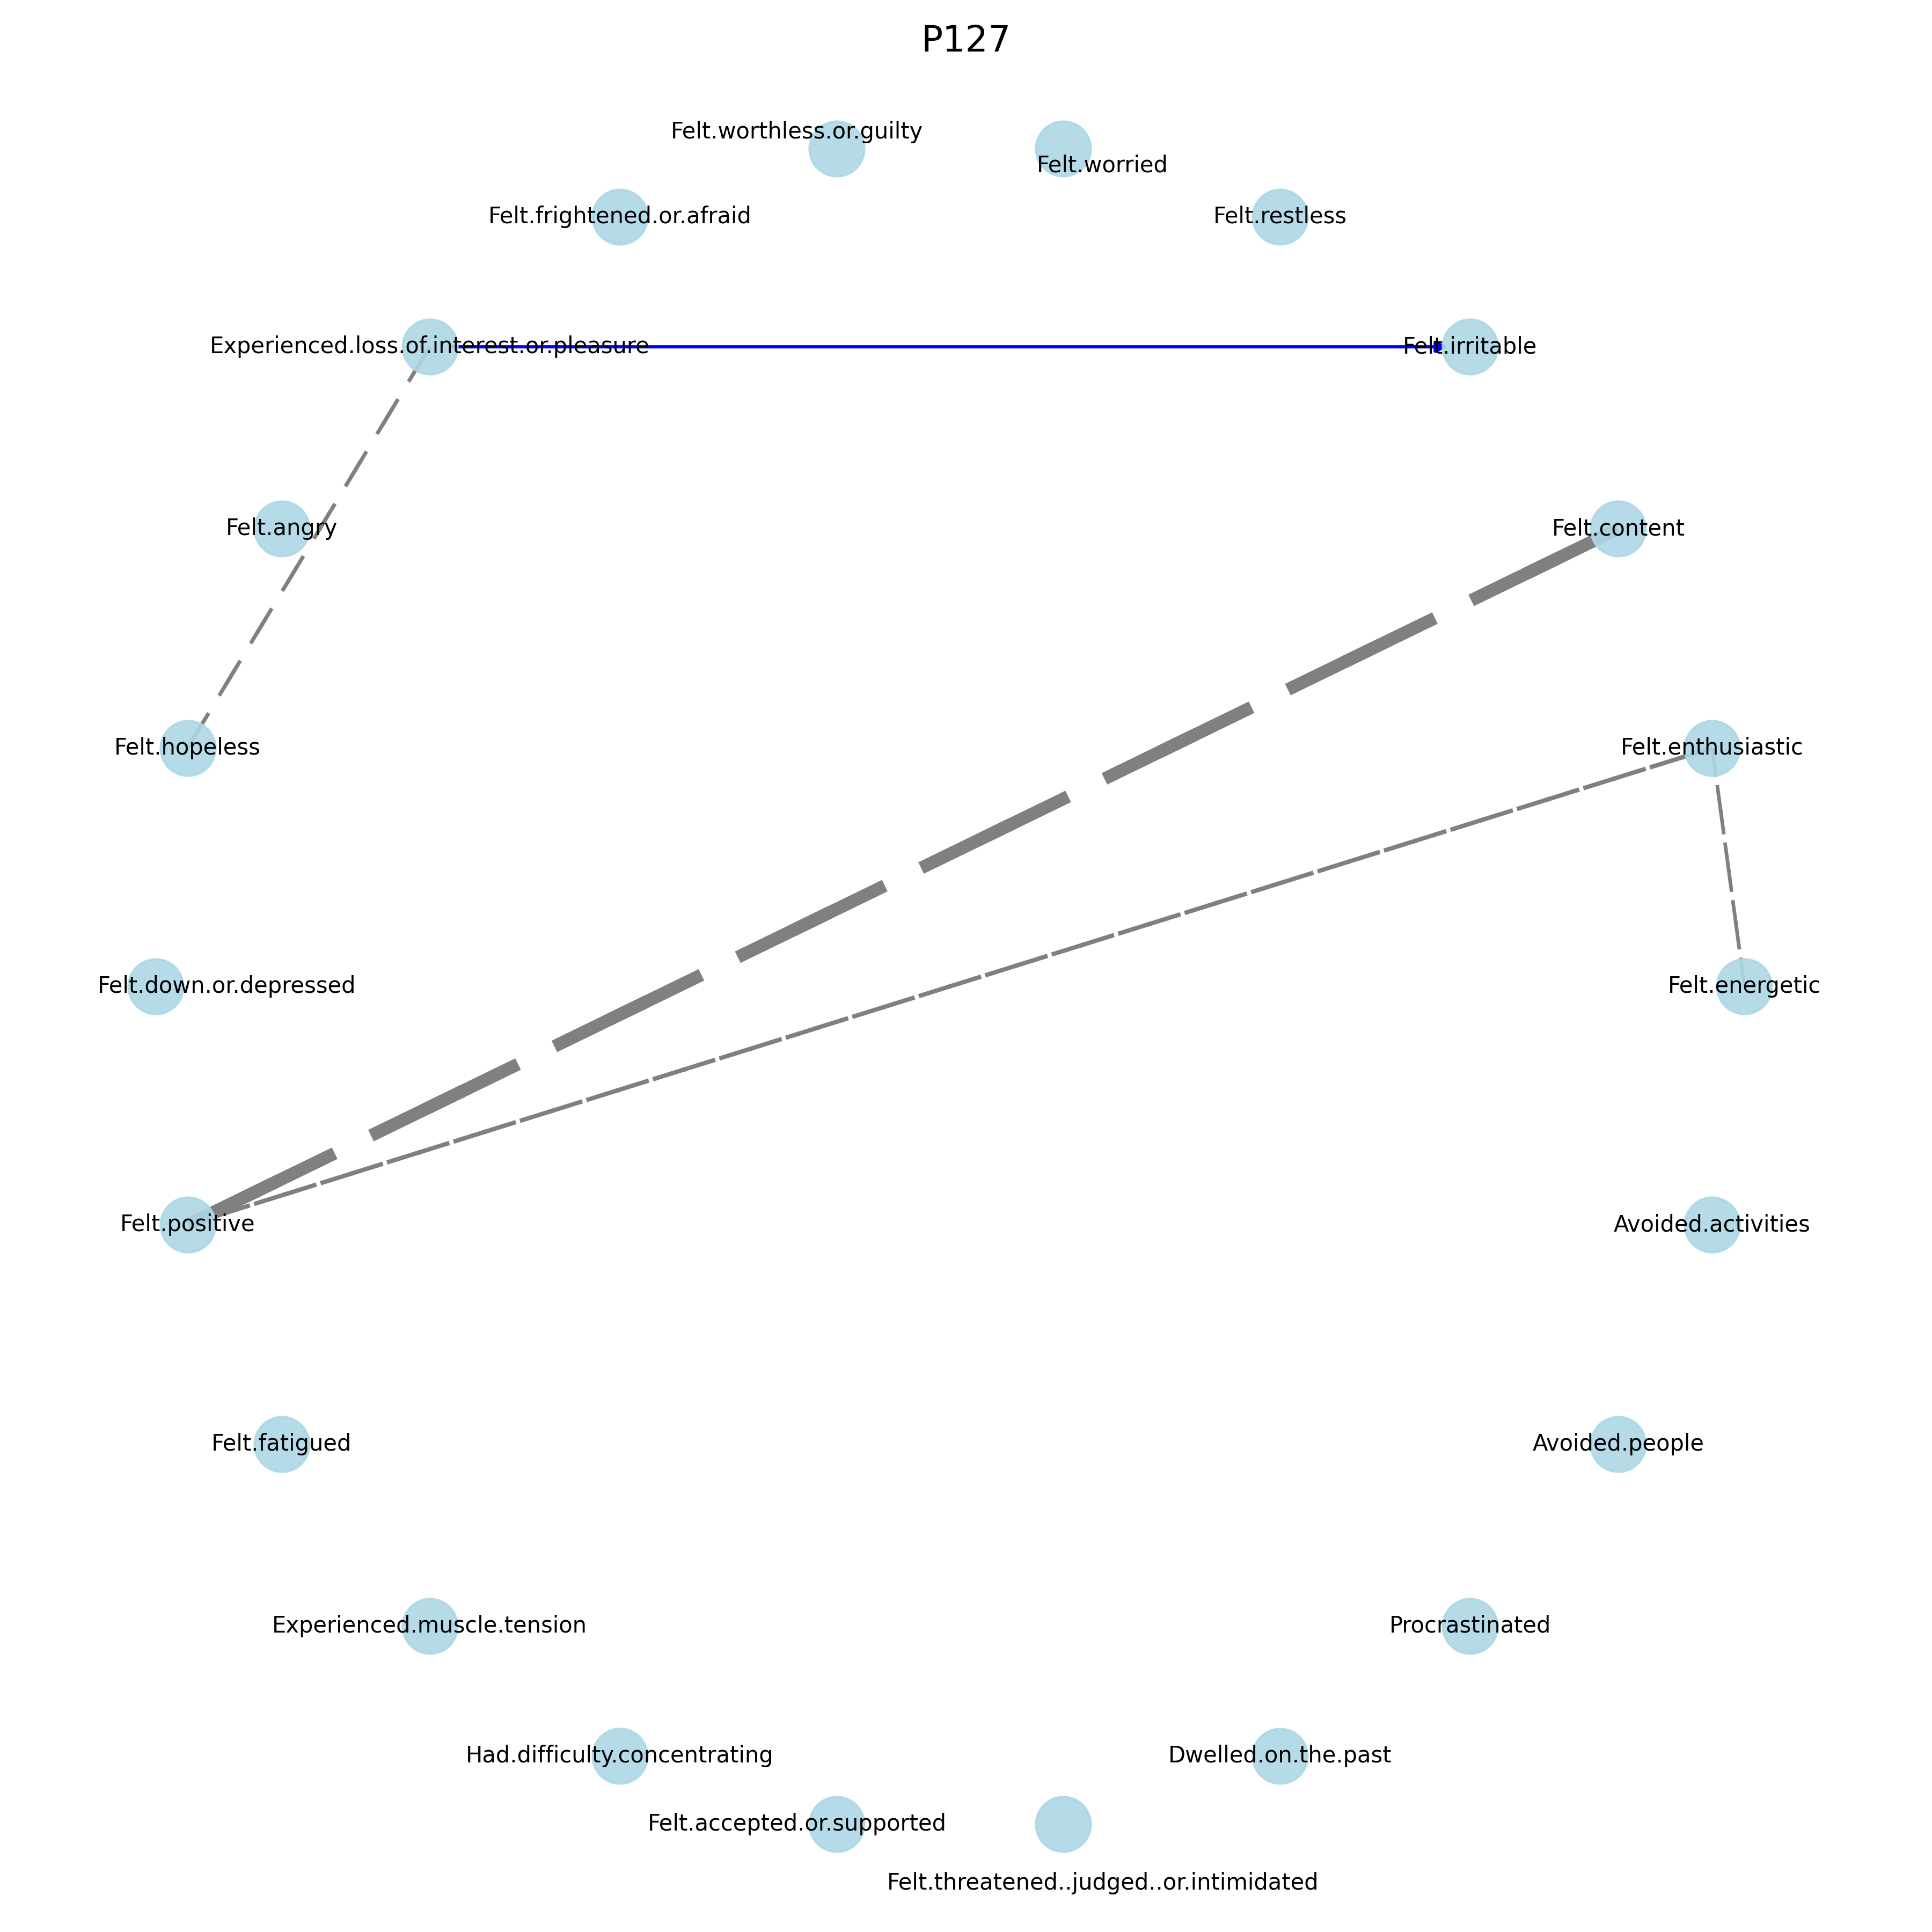 P127
Felt.worthless.or.guilty
Felt.worried
Felt.frightened.or.afraid
Felt.restless
Experienced.loss.of.interest.or.pleasure
Felt.irritable
Felt.angry
Felt.content
Felt.hopeless
Felt.enthusiastic
Felt.down.or.depressed
Felt.energetic
Felt.positive
Avoided.activities
Felt.fatigued
Avoided.people
Experienced.muscle.tension
Procrastinated
Had.difficulty.concentrating
Dwelled.on.the.past
Felt.accepted.or.supported
Felt.threatened..judged..or.intimidated